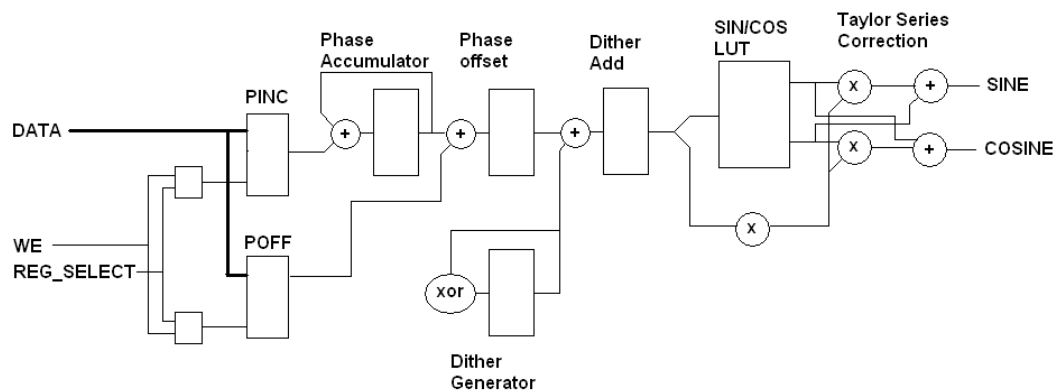 Phase
Accumulator
Phase
offset
Dither
Add
SIN/COS
LUT
Taylor Series
Correction
PINC
DATA
+
+
+
X
+
SINE
X
+
COSINE
WE
REG_SELECT
POFF
X
xor
Dither
Generator